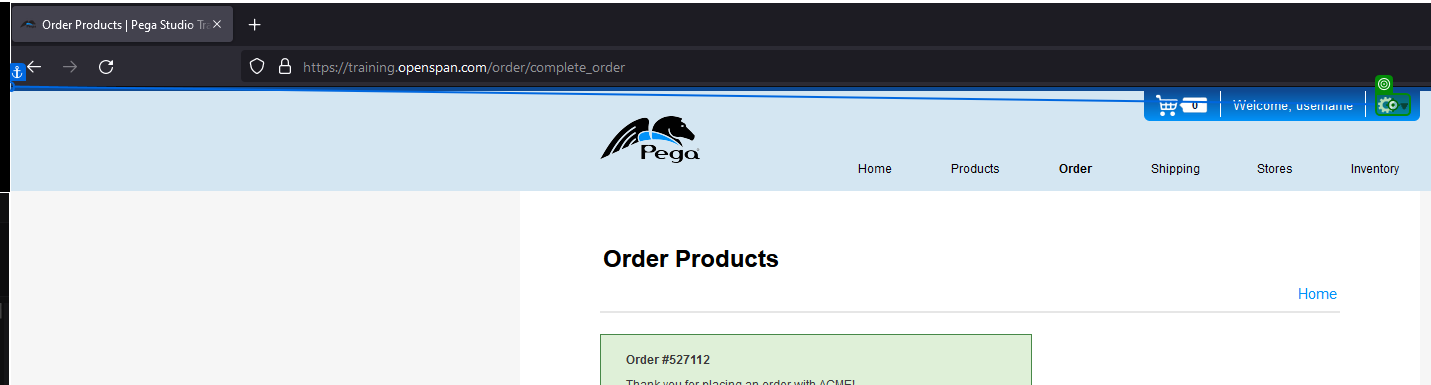 Order Products | Pega Studio Tra
https://training.openspan.com/order/complete_order
0
Welcome, username
Pega
Home
Products
Order
Shipping
Stores
Inventory
Order Products
Home
Order #527112
Thank you for placing an order with ACME!